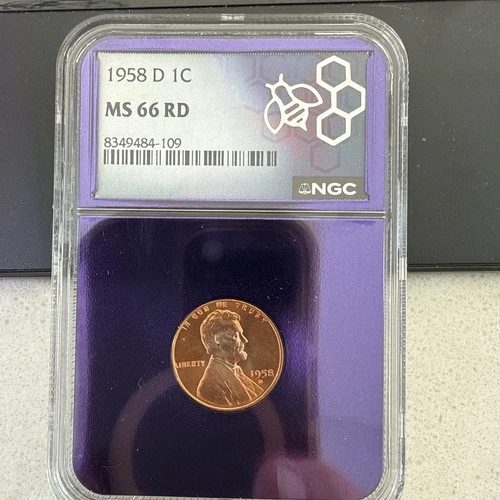 1958 D 1C
MS 66 RD
8349484-109
NGC
IN GOD WE TRUST
LIBERTY
1958
D